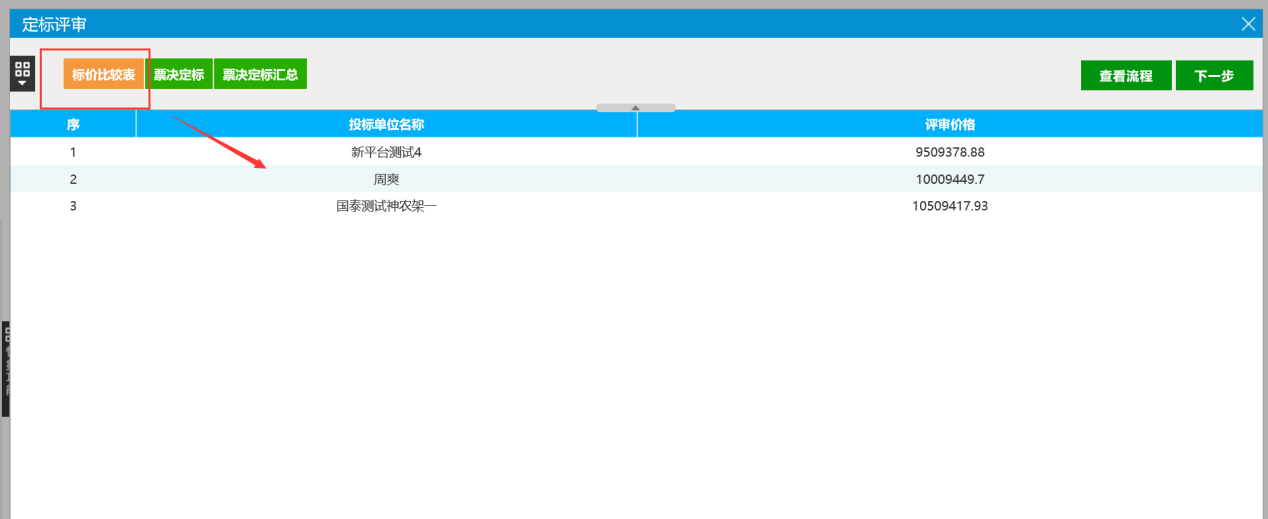 定标评审
标价比较表 票决定标 票决定标汇总 查看流程 下一步
序 投标单位名称 评审价格
1 新平台测试4 9509378.88
2 周爽 10009449.7
3 国泰测试神农架一 10509417.93